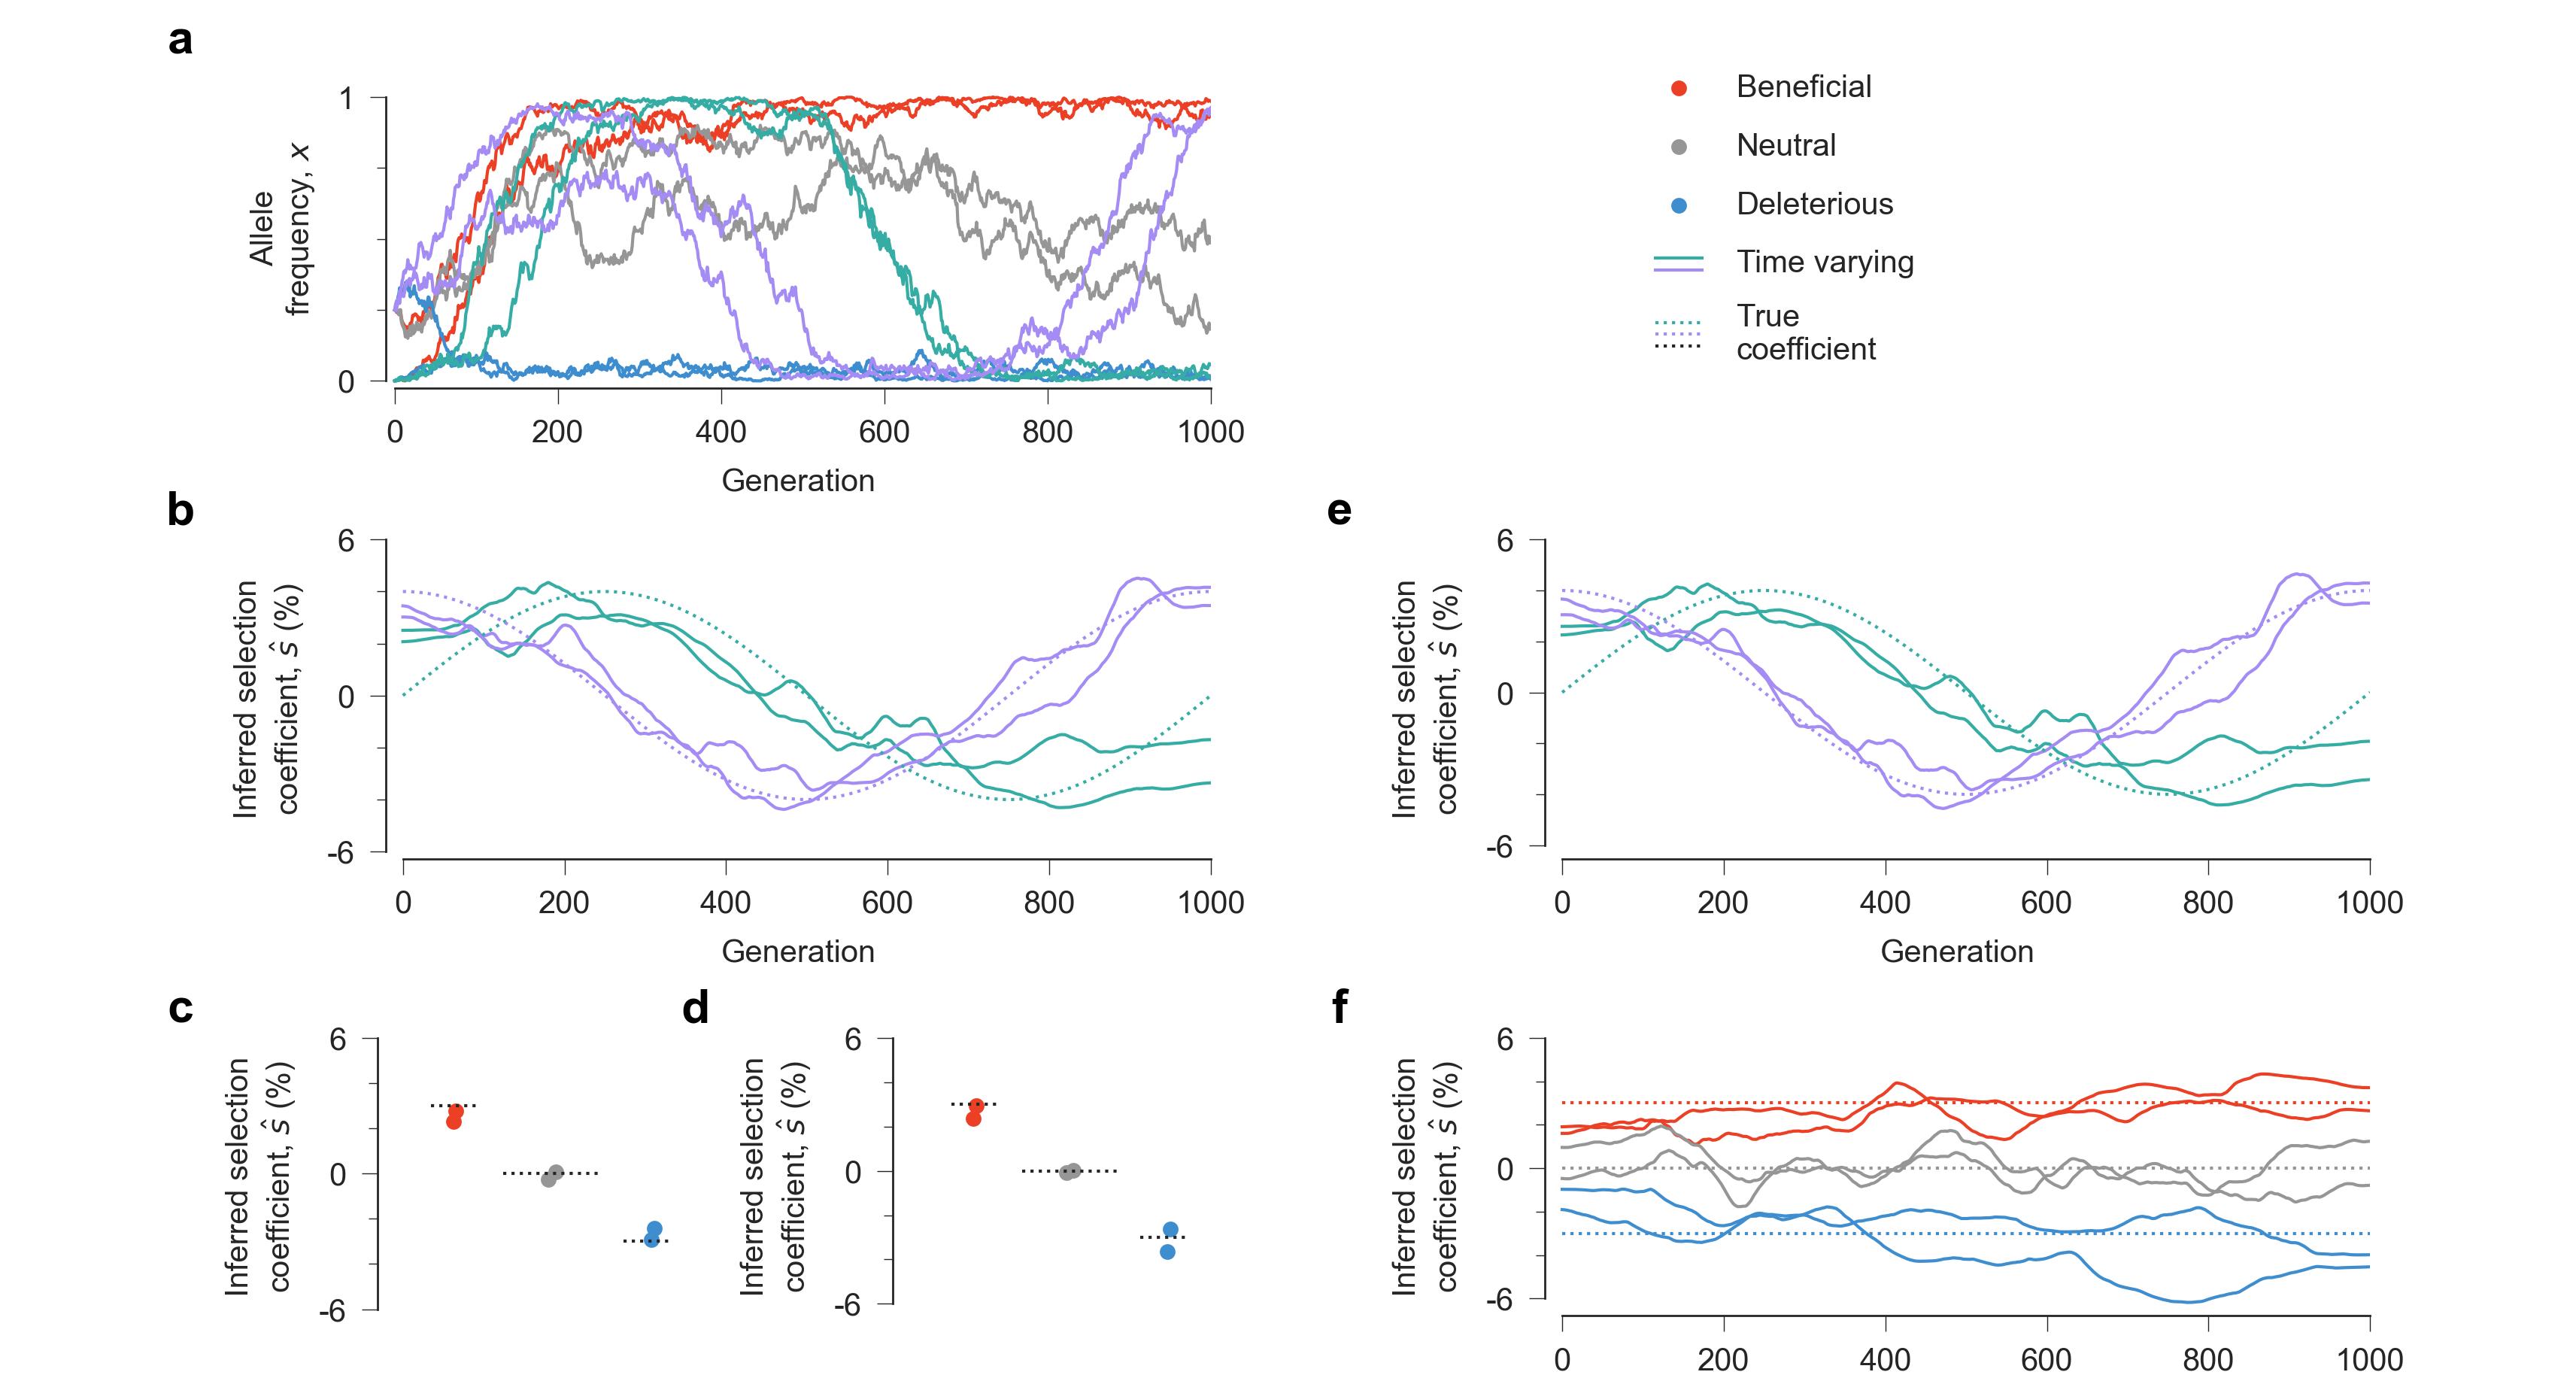 a
1
0
Allele
frequency, x
0 200 400 600 800 1000
Generation
Beneficial
Neutral
Deleterious
Time varying
True
coefficient
b
6
0
-6
Inferred selection
coefficient, ŝ (%)
0 200 400 600 800 1000
Generation
e
6
0
-6
Inferred selection
coefficient, ŝ (%)
0 200 400 600 800 1000
Generation
c
6
0
-6
Inferred selection
coefficient, ŝ (%)
d
6
0
-6
Inferred selection
coefficient, ŝ (%)
f
6
0
-6
Inferred selection
coefficient, ŝ (%)
0 200 400 600 800 1000